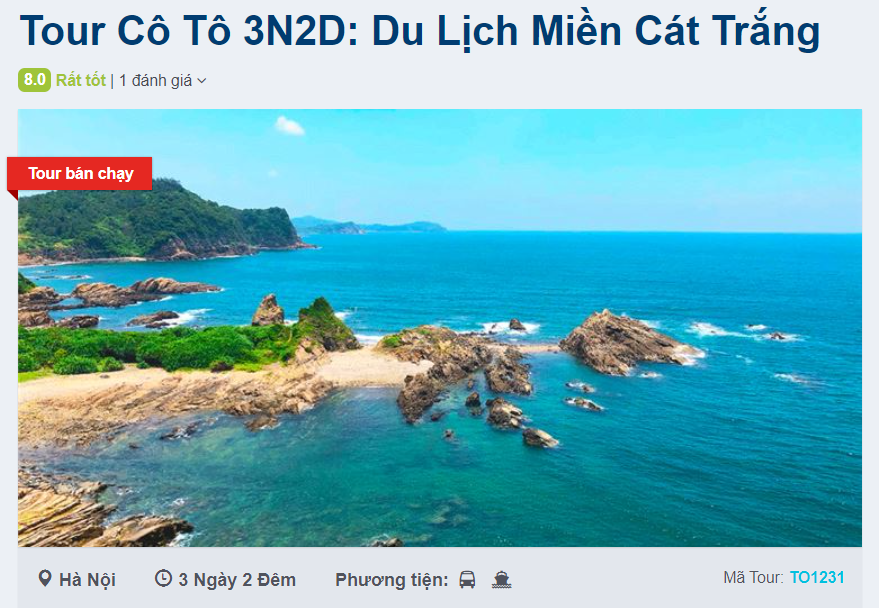 Tour Cô Tô 3N2D: Du Lịch Miền Cát Trắng
8.0 Rất tốt | 1 đánh giá
Tour bán chạy
Hà Nội 3 Ngày 2 Đêm Phương tiện: Mã Tour: TO1231